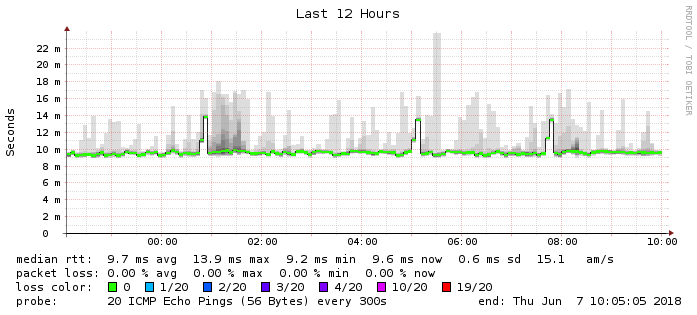 Last 12 Hours
RRDTOOL / TOBI OETIKER
Seconds
22 m
20 m
18 m
16 m
14 m
12 m
10 m
8 m
6 m
4 m
2 m
0
00:00 02:00 04:00 06:00 08:00 10:00
median rtt: 9.7 ms avg 13.9 ms max 9.2 ms min 9.6 ms now 0.6 ms sd 15.1 am/s
packet loss: 0.00 % avg 0.00 % max 0.00 % min 0.00 % now
loss color: 0 1/20 2/20 3/20 4/20 10/20 19/20
probe: 20 ICMP Echo Pings (56 Bytes) every 300s end: Thu Jun 7 10:05:05 2018